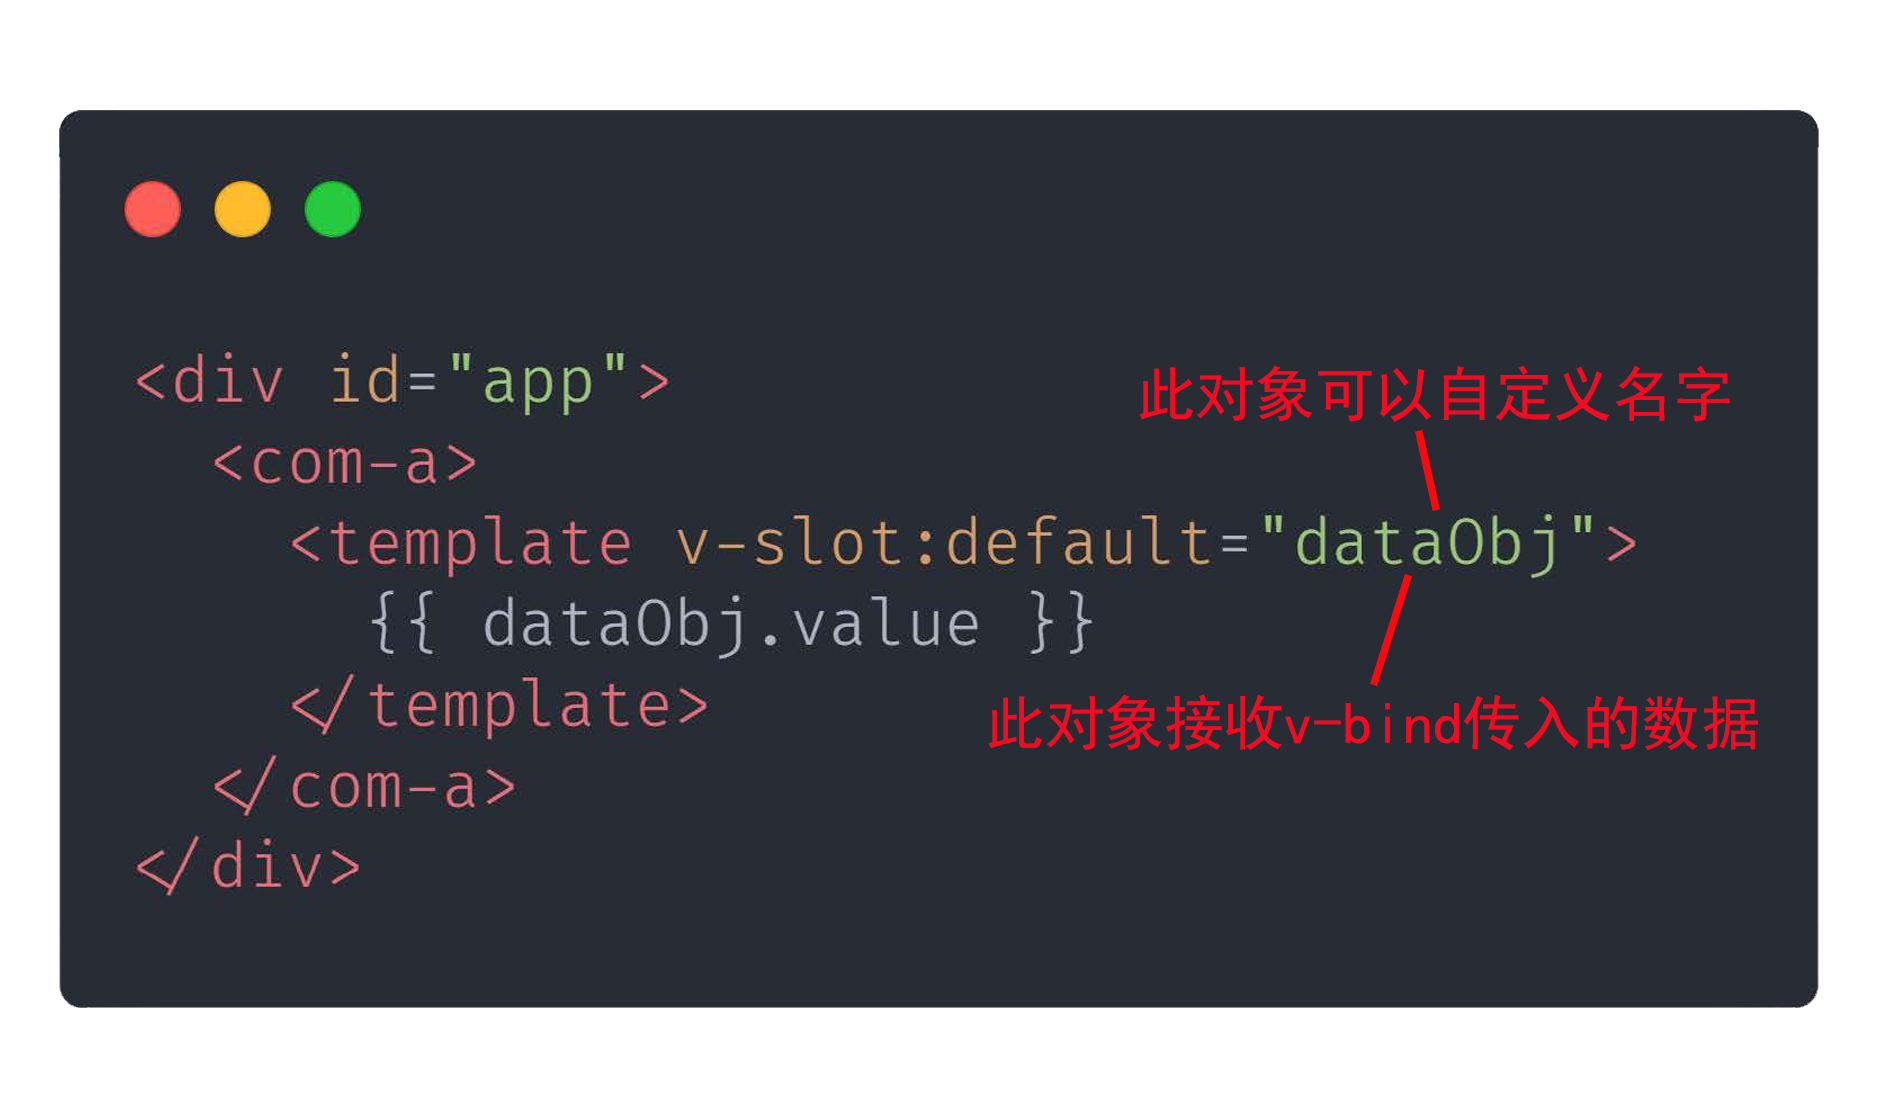 <div id="app">
此对象可以自定义名字
<com-a>
<template v-slot:default="dataObj">
{{ dataObj.value }}
</template>
此对象接收v-bind传入的数据
</com-a>
</div>